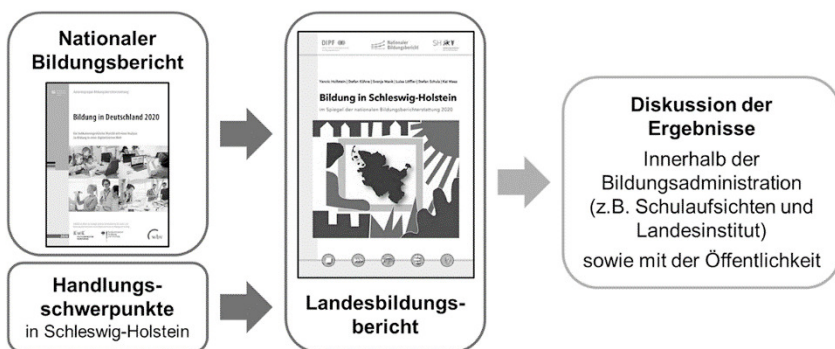 Nationaler
Bildungsbericht
Bildung in Deutschland 2020
Handlungs-
schwerpunkte
in Schleswig-Holstein
DIPF
Nationaler
Bildungsbericht
SH
Bildung in Schleswig-Holstein
im Spiegel der nationalen Bildungsberichterstattung 2020
Landesbildungs-
bericht
Diskussion der
Ergebnisse
Innerhalb der
Bildungsadministration
(z.B. Schulaufsichten und
Landesinstitut)
sowie mit der Öffentlichkeit